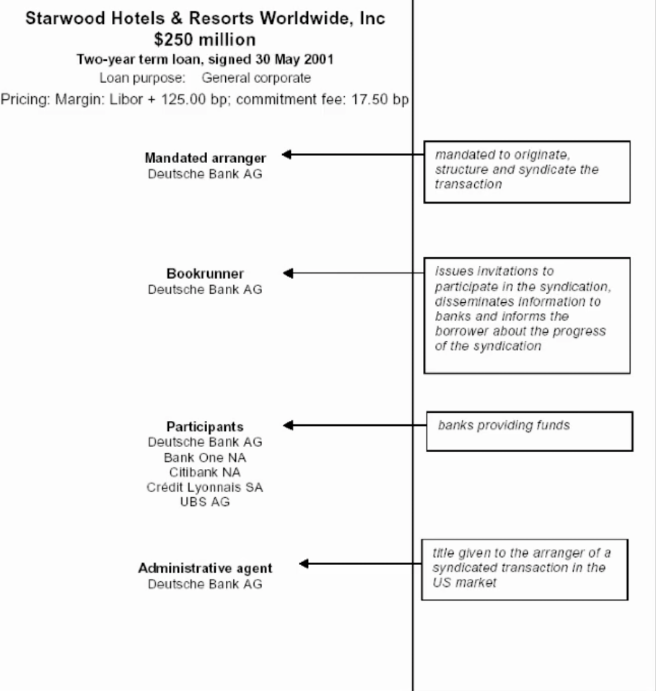 Starwood Hotels & Resorts Worldwide, Inc
$250 million
Two-year term loan, signed 30 May 2001
Loan purpose: General corporate
Pricing: Margin: Libor + 125.00 bp; commitment fee: 17.50 bp
Mandated arranger
Deutsche Bank AG
mandated to originate,
structure and syndicate the
transaction
Bookrunner
Deutsche Bank AG
issues invitations to
participate in the syndication,
disseminates information to
banks and informs the
borrower about the progress
of the syndication
Participants
Deutsche Bank AG
Bank One NA
Citibank NA
Crédit Lyonnais SA
UBS AG
banks providing funds
Administrative agent
Deutsche Bank AG
title given to the arranger of a
syndicated transaction in the
US market